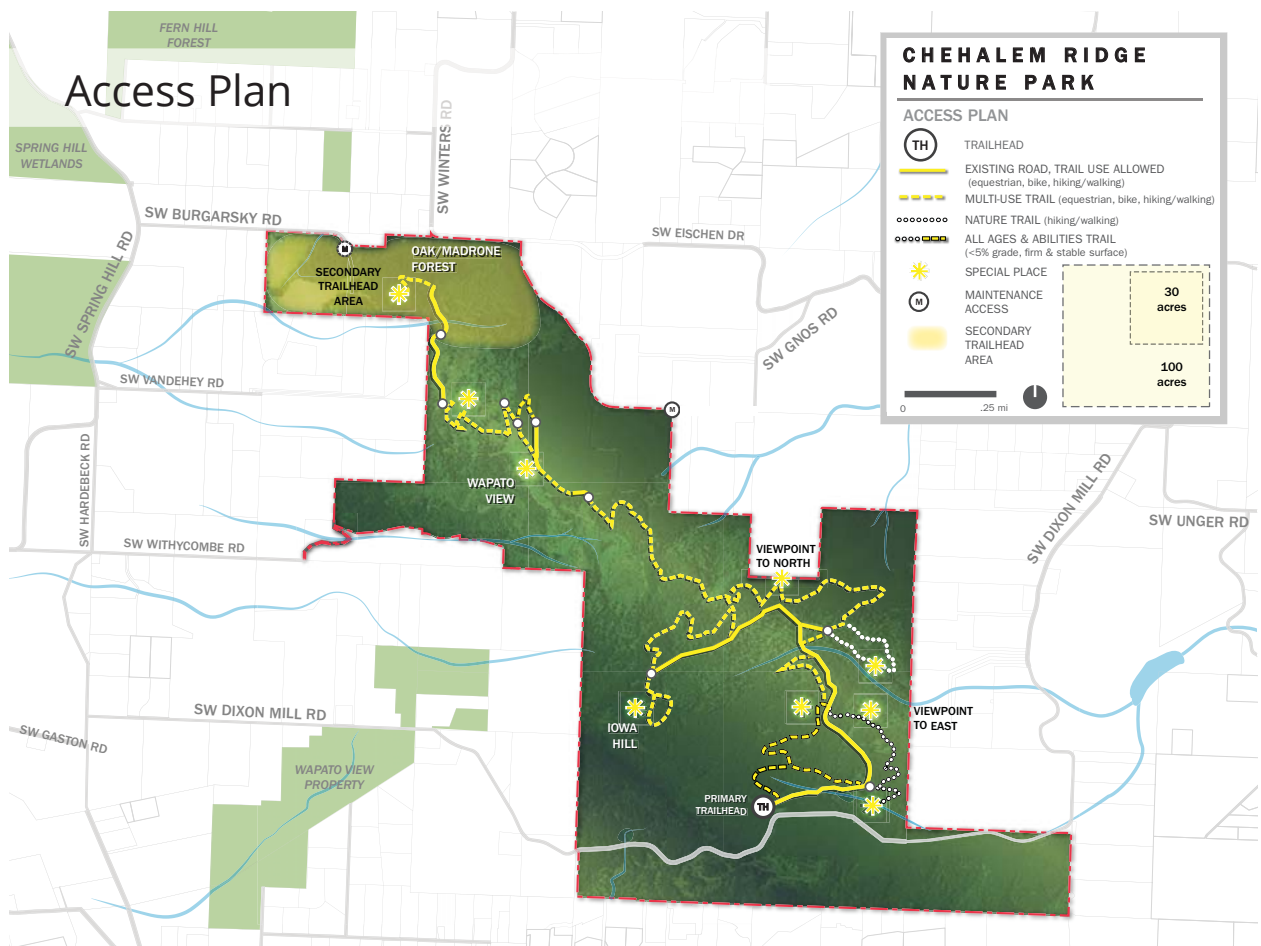 FERN HILL
FOREST
Access Plan
SPRING HILL
WETLANDS
SW WINTERS RD
SW BURGARSKY RD
SW SPRING HILL RD
SW EISCHEN DR
M
OAK/MADRONE
FOREST
SECONDARY
TRAILHEAD
AREA
SW GNOS RD
SW VANDEHEY RD
M
SW HARDEBECK RD
WAPATO
VIEW
SW DIXON MILL RD
SW UNGER RD
SW WITHYCOMBE RD
VIEWPOINT
TO NORTH
SW DIXON MILL RD
IOWA
HILL
VIEWPOINT
TO EAST
SW GASTON RD
WAPATO VIEW
PROPERTY
PRIMARY
TRAILHEAD
TH
CHEHALEM RIDGE
NATURE PARK
ACCESS PLAN
TH
TRAILHEAD
EXISTING ROAD, TRAIL USE ALLOWED
(equestrian, bike, hiking/walking)
MULTI-USE TRAIL (equestrian, bike, hiking/walking)
NATURE TRAIL (hiking/walking)
ALL AGES & ABILITIES TRAIL
(<5% grade, firm & stable surface)
SPECIAL PLACE
M
MAINTENANCE
ACCESS
SECONDARY
TRAILHEAD
AREA
30
acres
100
acres
0 .25 mi